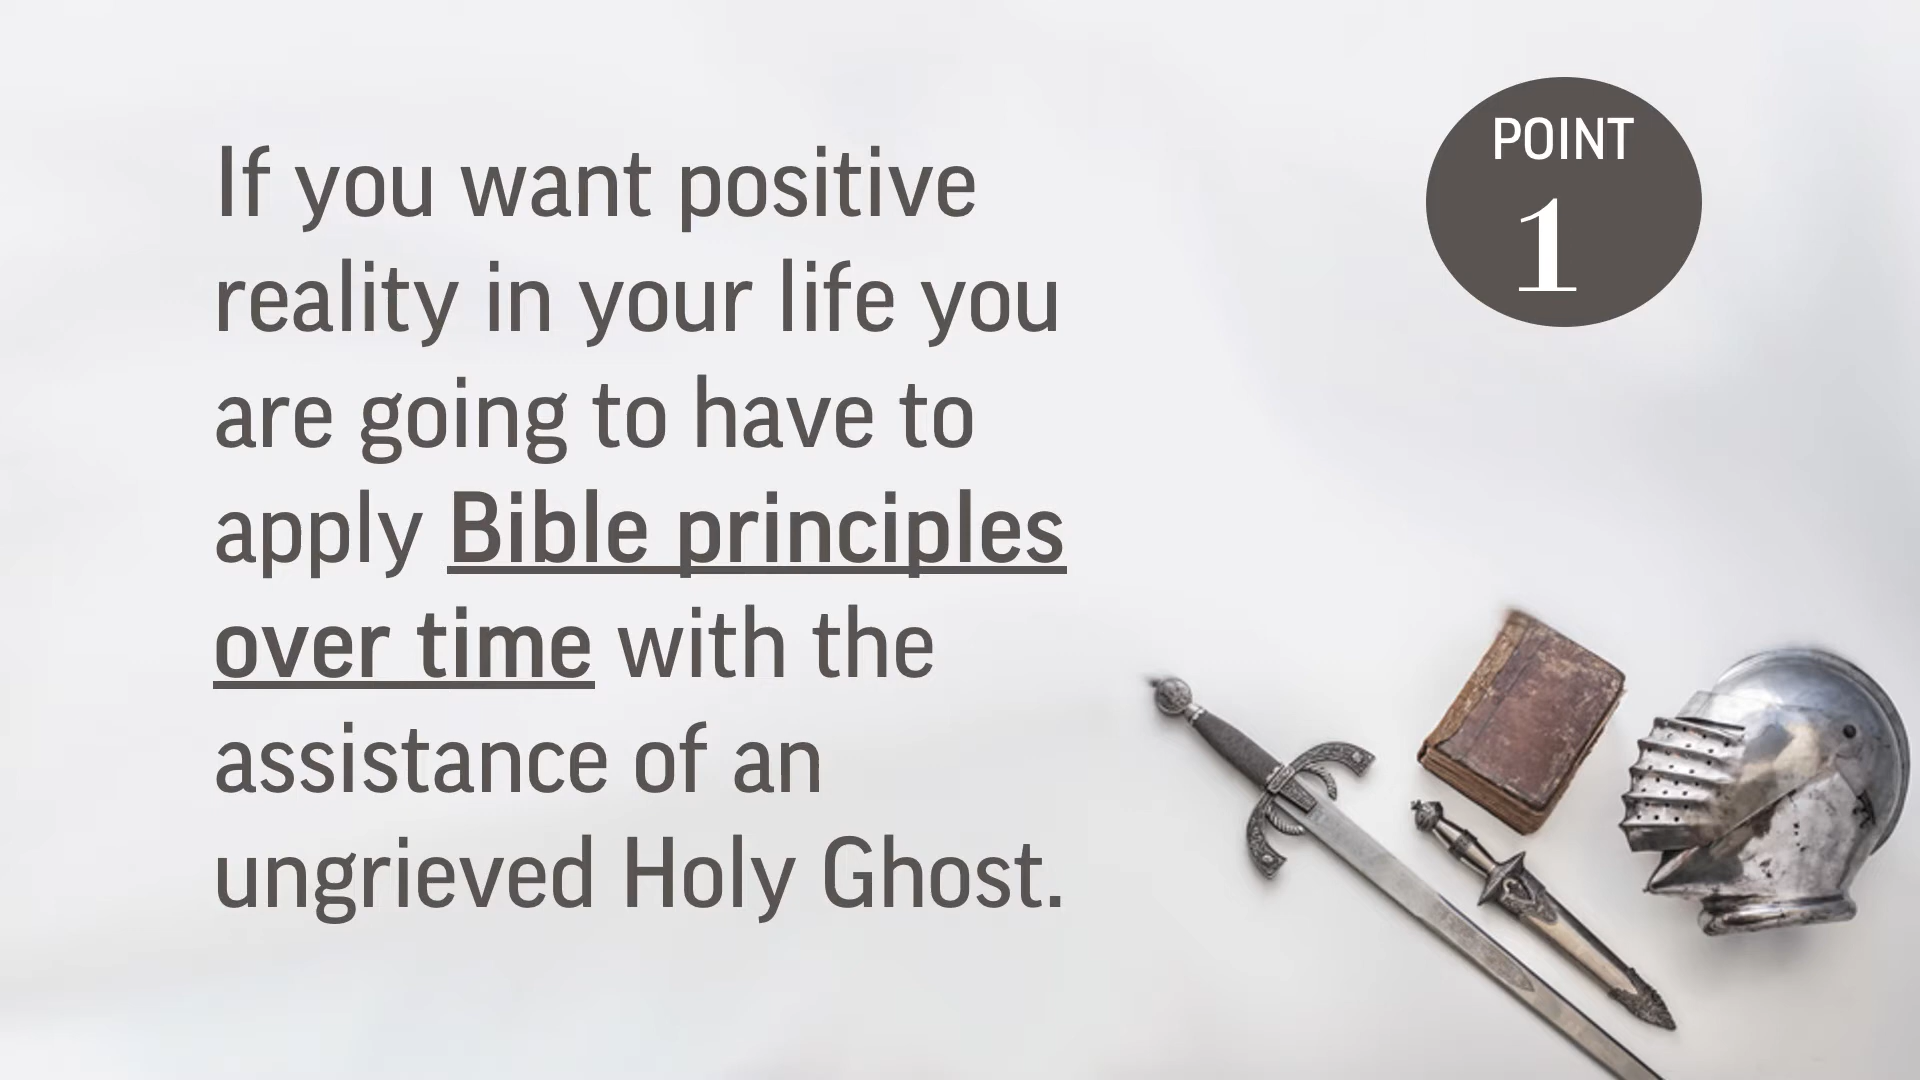 If you want positive
reality in your life you
are going to have to
apply Bible principles
over time with the
assistance of an
ungrieved Holy Ghost.
POINT
1